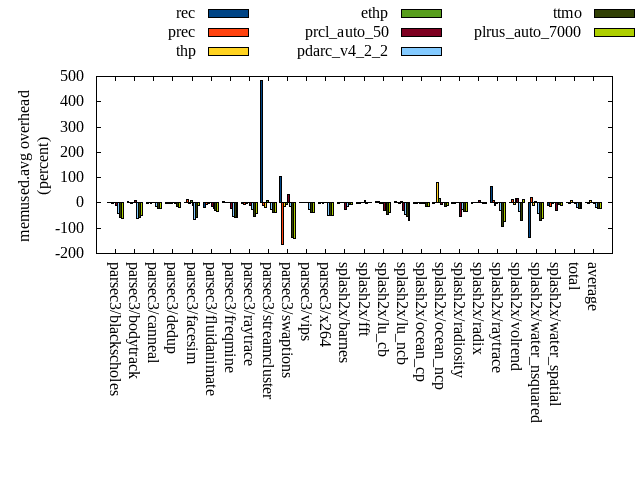 rec ethp ttmo
prec prcl_auto_50 plrus_auto_7000
thp pdarc_v4_2_2
memused.avg overhead
(percent)
500
400
300
200
100
0
-100
-200
parsec3/blackscholes
parsec3/bodytrack
parsec3/canneal
parsec3/dedup
parsec3/facesim
parsec3/fluidanimate
parsec3/freqmine
parsec3/raytrace
parsec3/streamcluster
parsec3/swaptions
parsec3/vips
parsec3/x264
splash2x/barnes
splash2x/fft
splash2x/lu_cb
splash2x/lu_ncb
splash2x/ocean_cp
splash2x/ocean_ncp
splash2x/radiosity
splash2x/radix
splash2x/raytrace
splash2x/volrend
splash2x/water_nsquared
splash2x/water_spatial
total
average